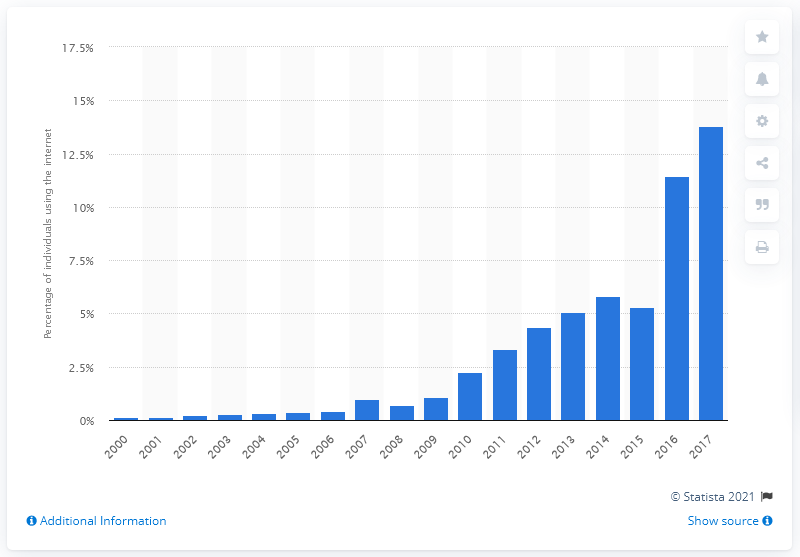 17.5%
15%
12.5%
10%
7.5%
5%
2.5%
0%
Percentage of individuals using the internet
2000 2001 2002 2003 2004 2005 2006 2007 2008 2009 2010 2011 2012 2013 2014 2015 2016 2017
© Statista 2021
Additional Information
Show source